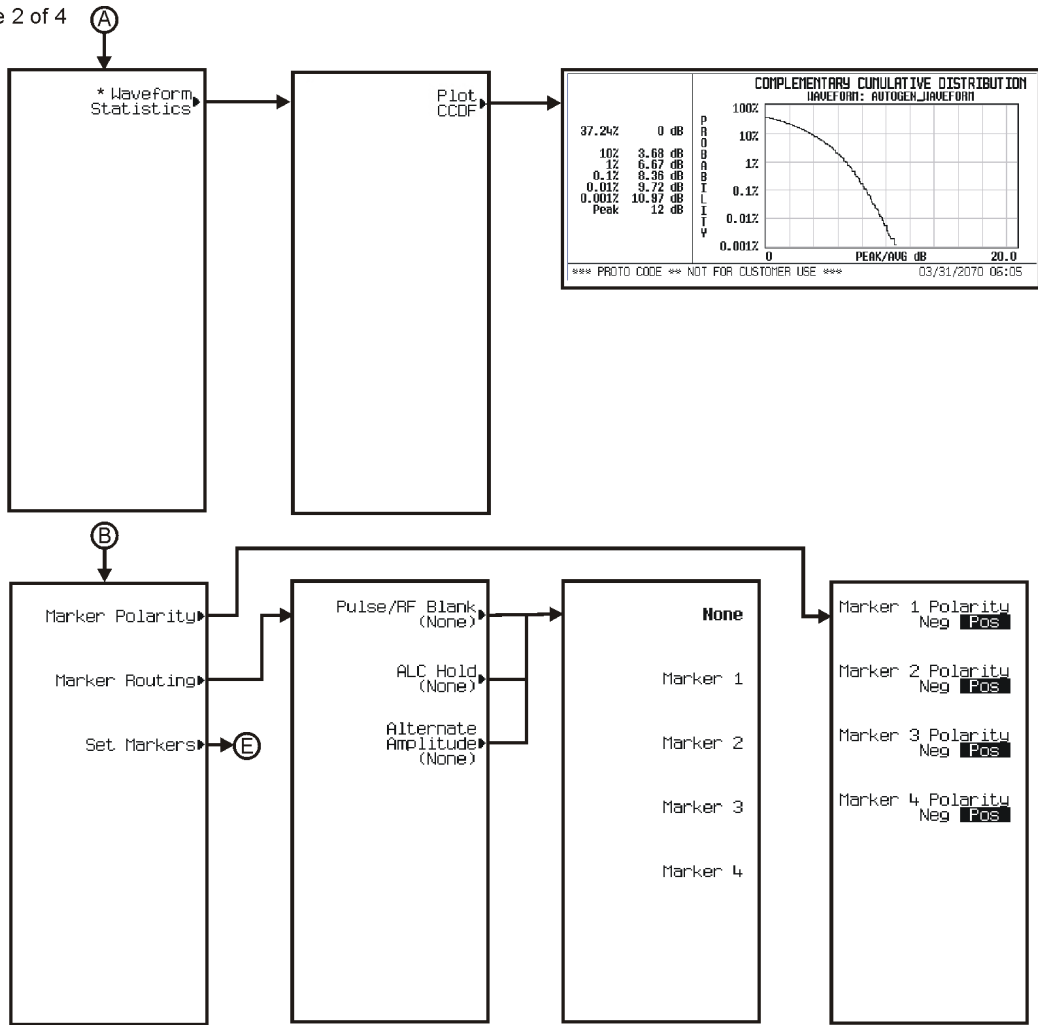 e 2 of 4
A
* Waveform
Statistics
Plot
CCDF
COMPLEMENTARY CUMULATIVE DISTRIBUTION
WAVEFORM: AUTOGEN_WAVEFORM
37.24% 0 dB
10% 3.68 dB
1% 6.67 dB
0.1% 8.36 dB
0.01% 9.72 dB
0.001% 10.97 dB
Peak 12 dB
PROBABILITY
100%
10%
1%
0.1%
0.01%
0.001%
0 PEAK/AVG dB 20.0
*** PROTO CODE ** NOT FOR CUSTOMER USE *** 03/31/2070 06:05
B
Marker Polarity
Marker Routing
Set Markers
E
Pulse/RF Blank
(None)
ALC Hold
(None)
Alternate
Amplitude
(None)
None
Marker 1
Marker 2
Marker 3
Marker 4
Marker 1 Polarity
Neg Pos
Marker 2 Polarity
Neg Pos
Marker 3 Polarity
Neg Pos
Marker 4 Polarity
Neg Pos